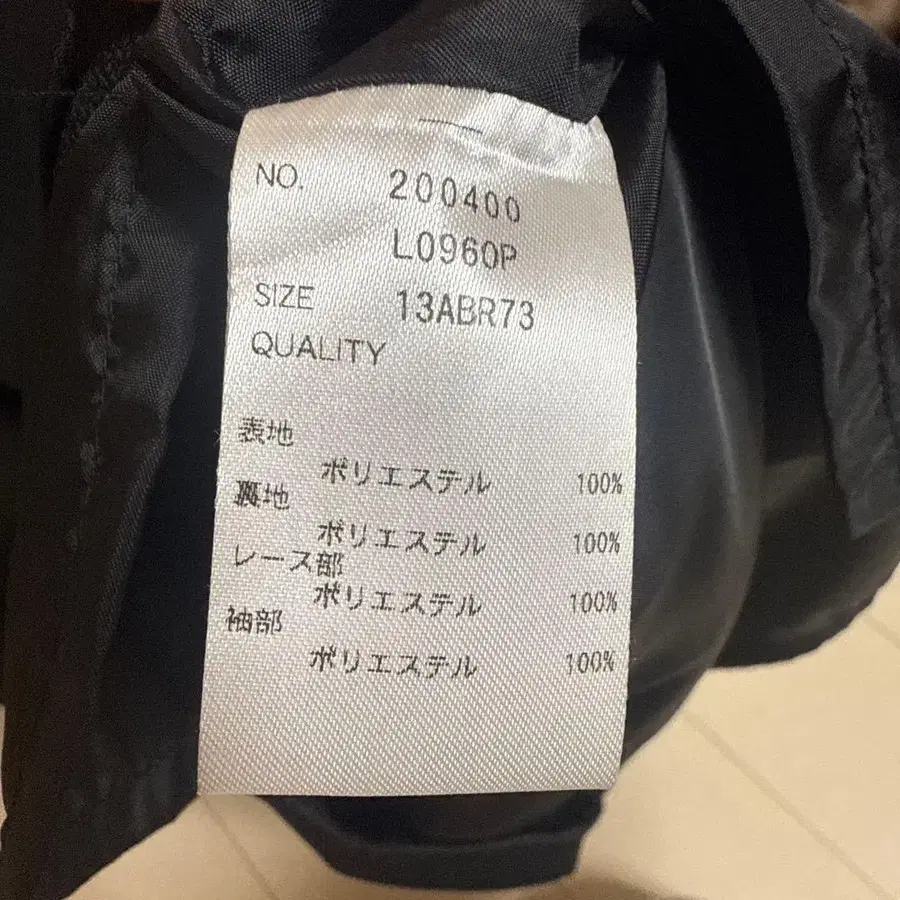 NO. 200400
L0960P
SIZE 13ABR73
QUALITY
表地
ポリエステル 100%
裏地
ポリエステル 100%
レース部
ポリエステル 100%
袖部
ポリエステル 100%